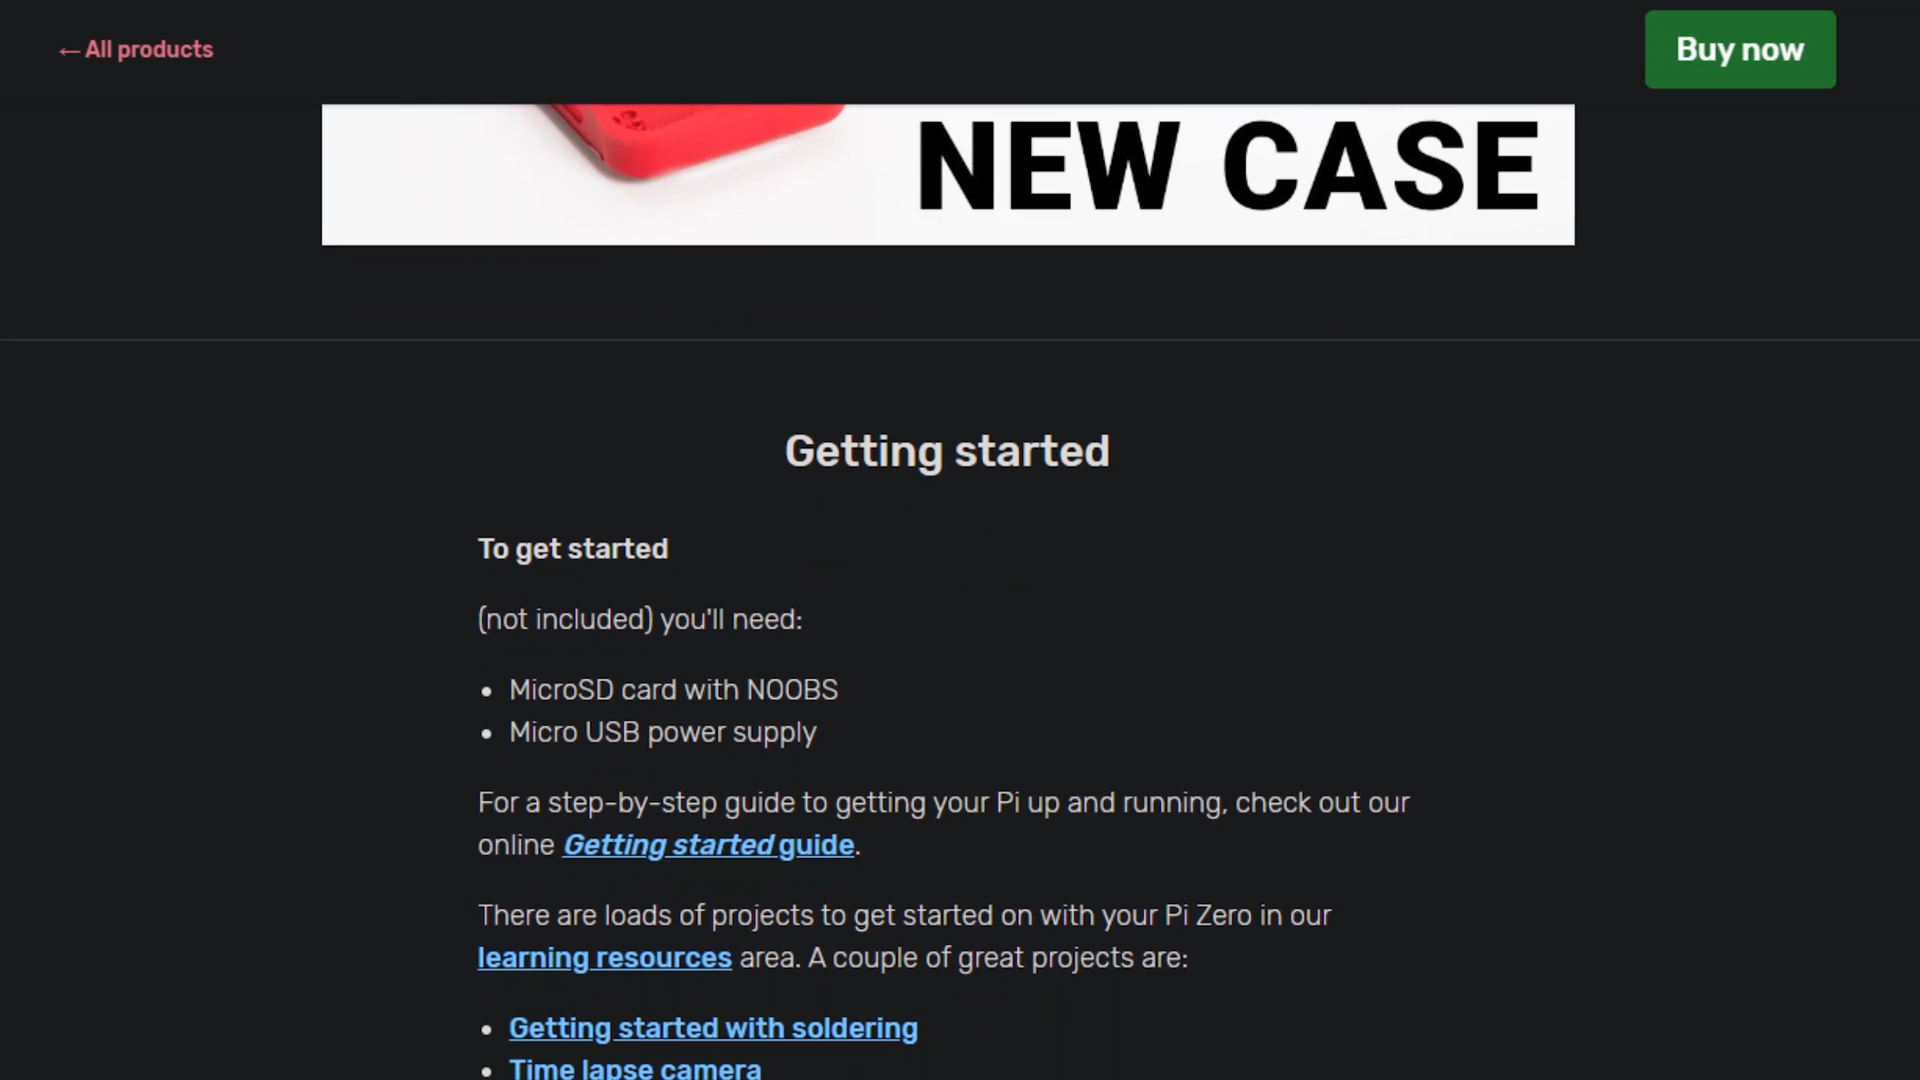 ← All products
Buy now
NEW CASE
Getting started
To get started
(not included) you'll need:
• MicroSD card with NOOBS
• Micro USB power supply
For a step-by-step guide to getting your Pi up and running, check out our
online Getting started guide.
There are loads of projects to get started on with your Pi Zero in our
learning resources area. A couple of great projects are:
• Getting started with soldering
• Time lapse camera